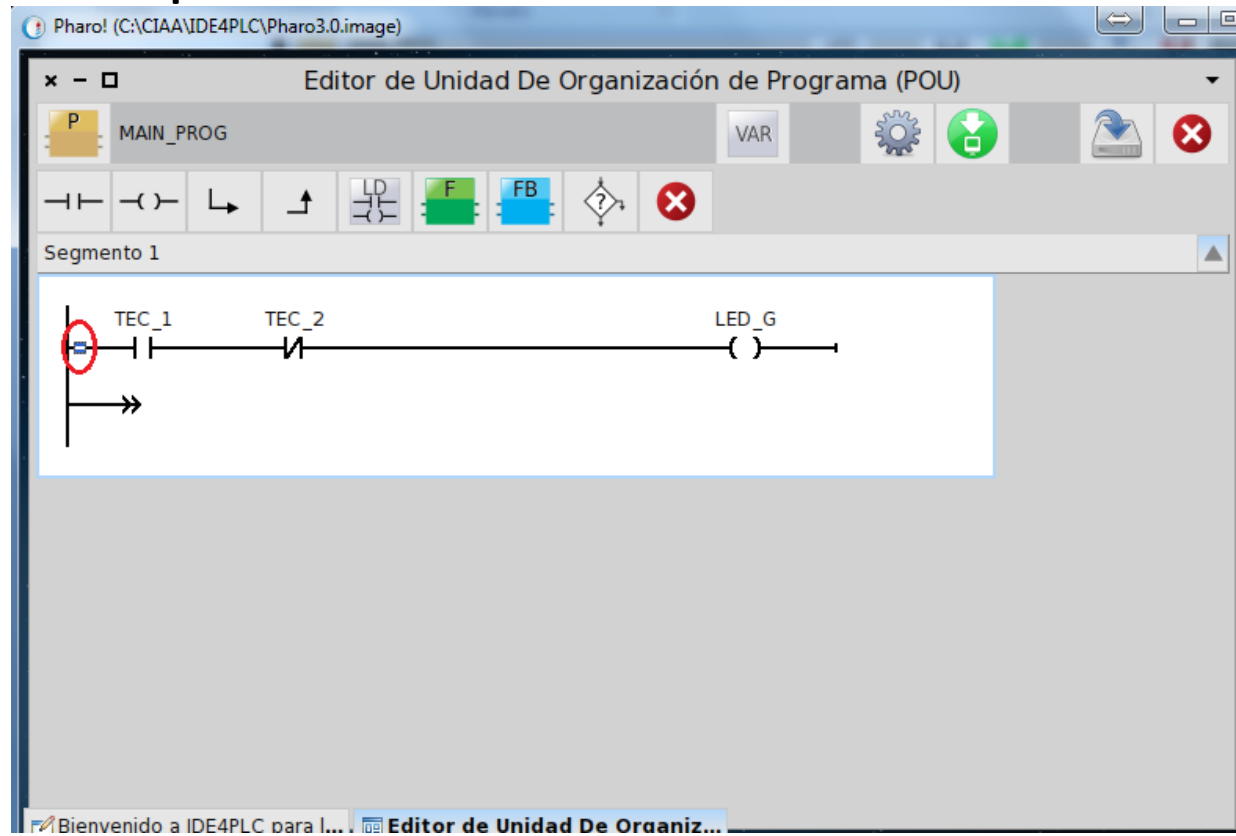 Pharo! (C:\CIAA\IDE4PLC\Pharo3.0.image)
Editor de Unidad De Organización de Programa (POU)
P
MAIN_PROG
VAR
LD
F
FB
?
Segmento 1
TEC_1 TEC_2 LED_G
Bienvenido a IDE4PLC para l... Editor de Unidad De Organiz...